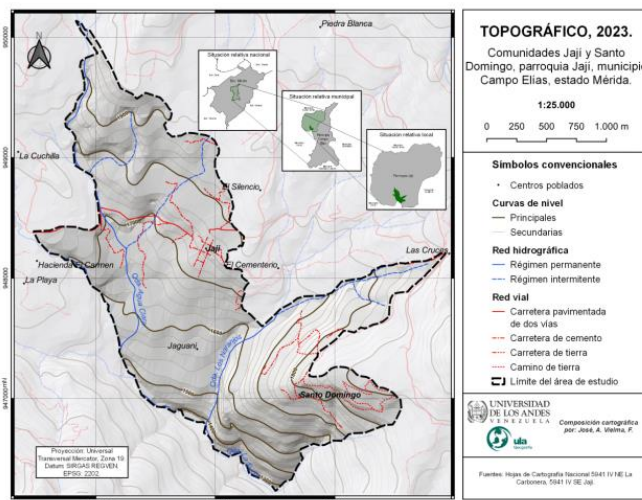 950000
949000
948000
947000 mN
Piedra Blanca
La Cuchilla
El Silencio
Jají
El Cementerio
Las Cruces
Hacienda El Carmen
La Playa
Jaguani
Santo Domingo
Situación relativa nacional
Situación relativa municipal
Situación relativa local
Proyección: Universal
Transversal Mercator, Zona 19
Datum: SIRGAS REGVEN.
EPSG: 2202.
TOPOGRÁFICO, 2023.
Comunidades Jají y Santo
Domingo, parroquia Jají, municipio
Campo Elías, estado Mérida.
1:25.000
0 250 500 750 1.000 m
Símbolos convencionales
Centros poblados
Curvas de nivel
Principales
Secundarias
Red hidrográfica
Régimen permanente
Régimen intermitente
Red vial
Carretera pavimentada
de dos vías
Carretera de cemento
Carretera de tierra
Camino de tierra
Límite del área de estudio
UNIVERSIDAD
DE LOS ANDES
VENEZUELA
ula
Composición cartográfica
por: José, A. Vielma, F.
Fuentes: Hojas de Cartografía Nacional 5941 IV NE La
Carbonera, 5941 IV SE Jají.